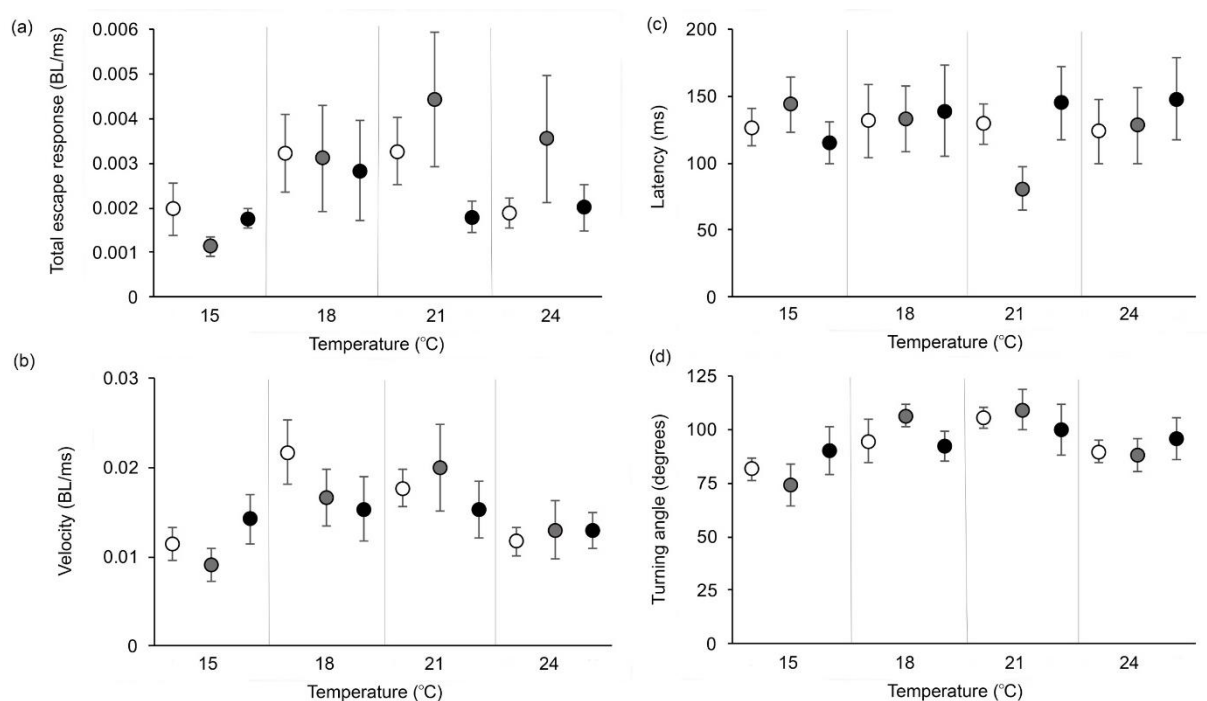 (a)
Total escape response (BL/ms)
0.006
0.005
0.004
0.003
0.002
0.001
0
15 18 21 24
Temperature (°C)
(b)
Velocity (BL/ms)
0.03
0.02
0.01
0
15 18 21 24
Temperature (°C)
(c)
Latency (ms)
200
150
100
50
0
15 18 21 24
Temperature (°C)
(d)
Turning angle (degrees)
125
100
75
50
25
0
15 18 21 24
Temperature (°C)